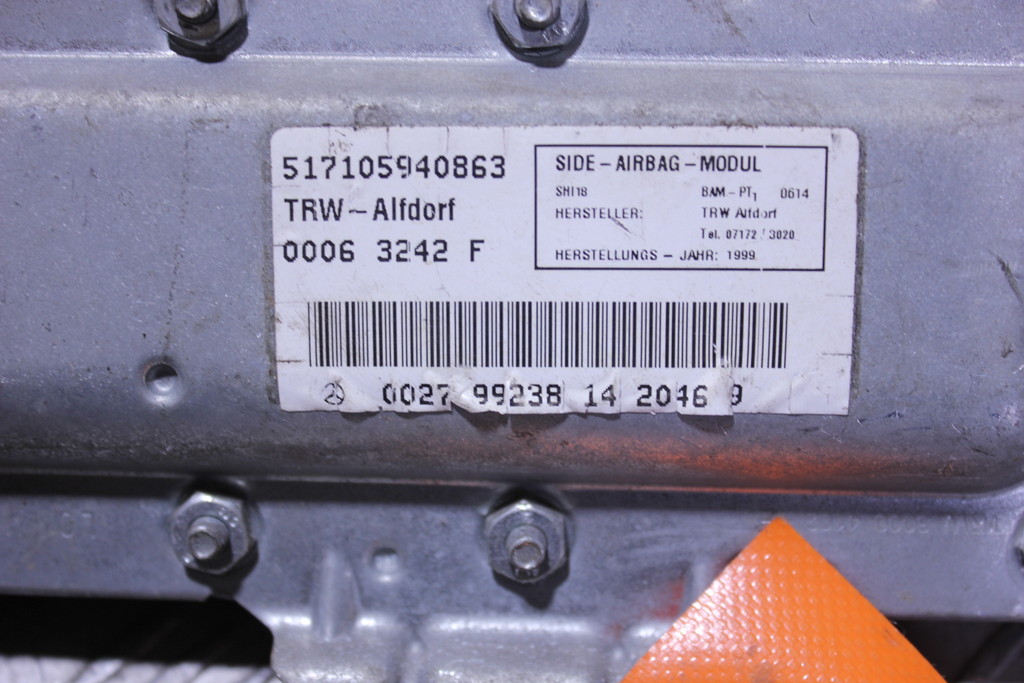 517105940863
TRW-Alfdorf
0006 3242 F
SIDE-AIRBAG-MODUL
SHI18 BAM-PT1 0614
HERSTELLER: TRW Alfdorf
Tel. 07172 / 3020
HERSTELLUNGS-JAHR: 1999
0027 99238 14 2046 9